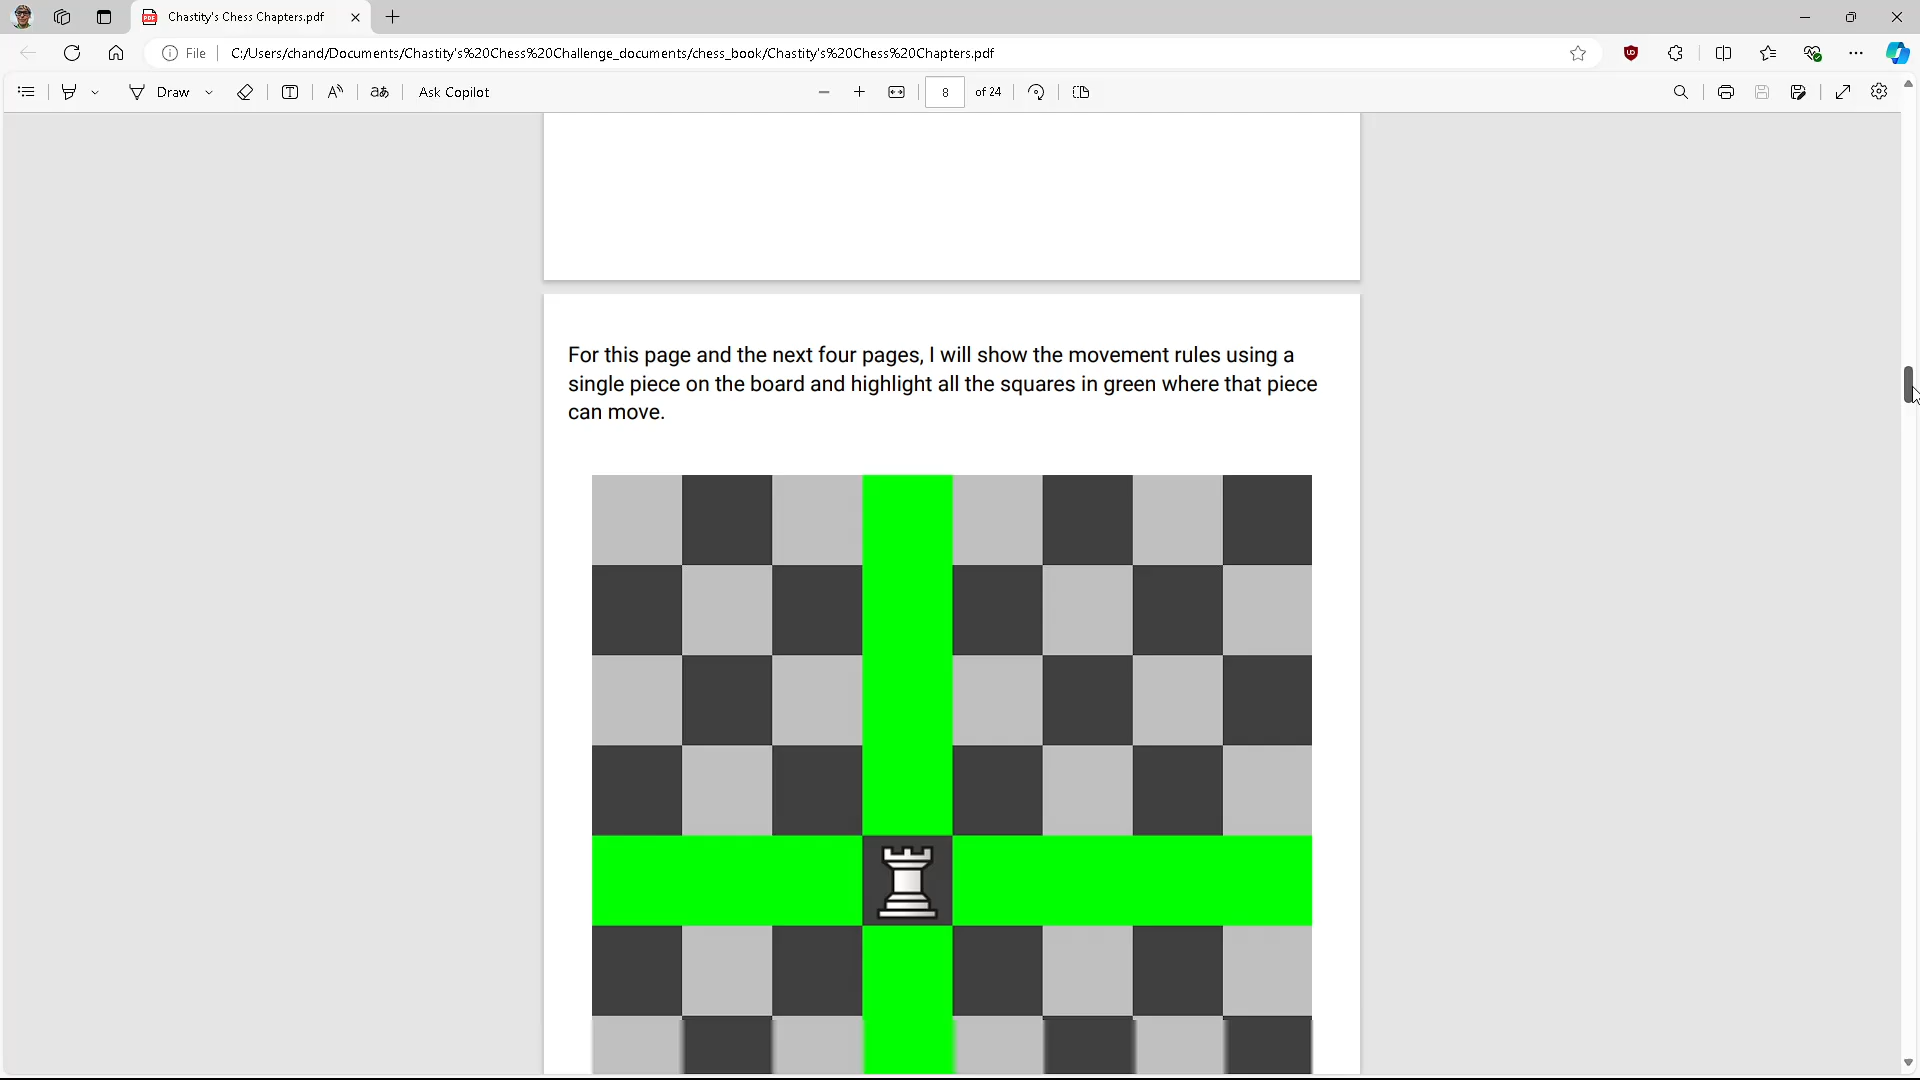 Chastity's Chess Chapters.pdf
File
C:/Users/chand/Documents/Chastity's%20Chess%20Challenge_documents/chess_book/Chastity's%20Chess%20Chapters.pdf
Draw
Ask Copilot
8 of 24
For this page and the next four pages, I will show the movement rules using a
single piece on the board and highlight all the squares in green where that piece
can move.